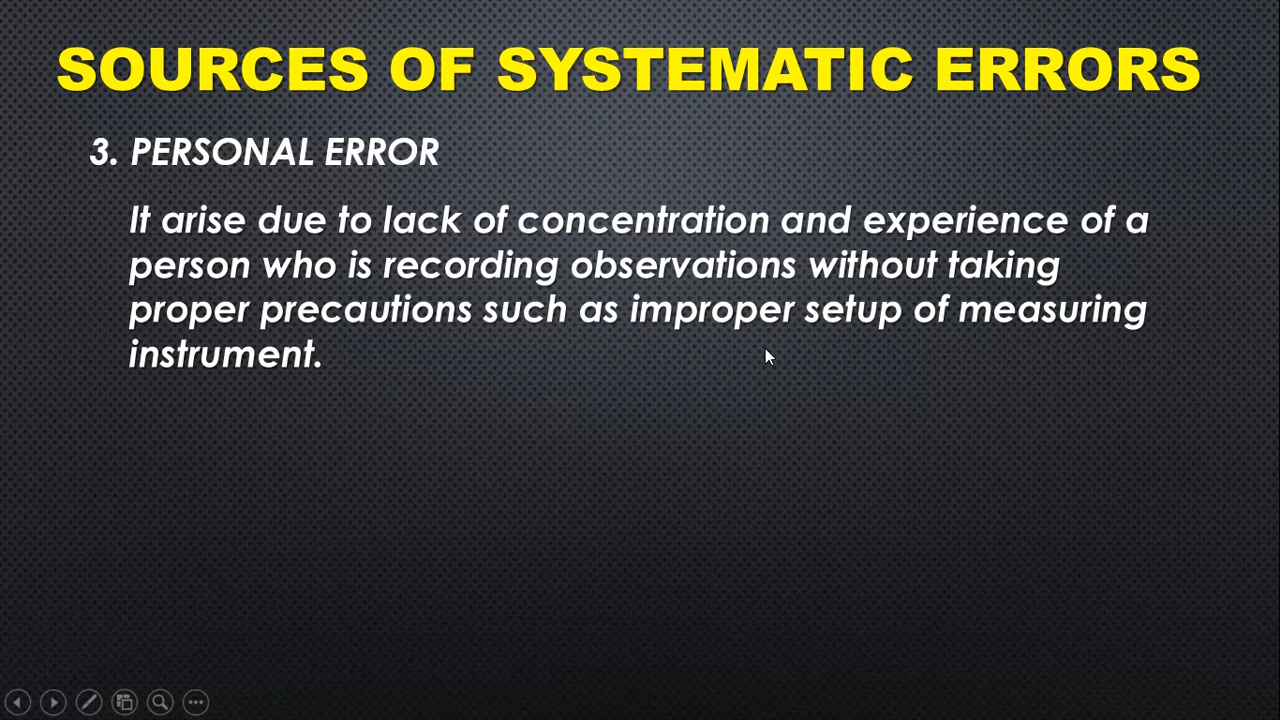 SOURCES OF SYSTEMATIC ERRORS
3. PERSONAL ERROR
It arise due to lack of concentration and experience of a
person who is recording observations without taking
proper precautions such as improper setup of measuring
instrument.